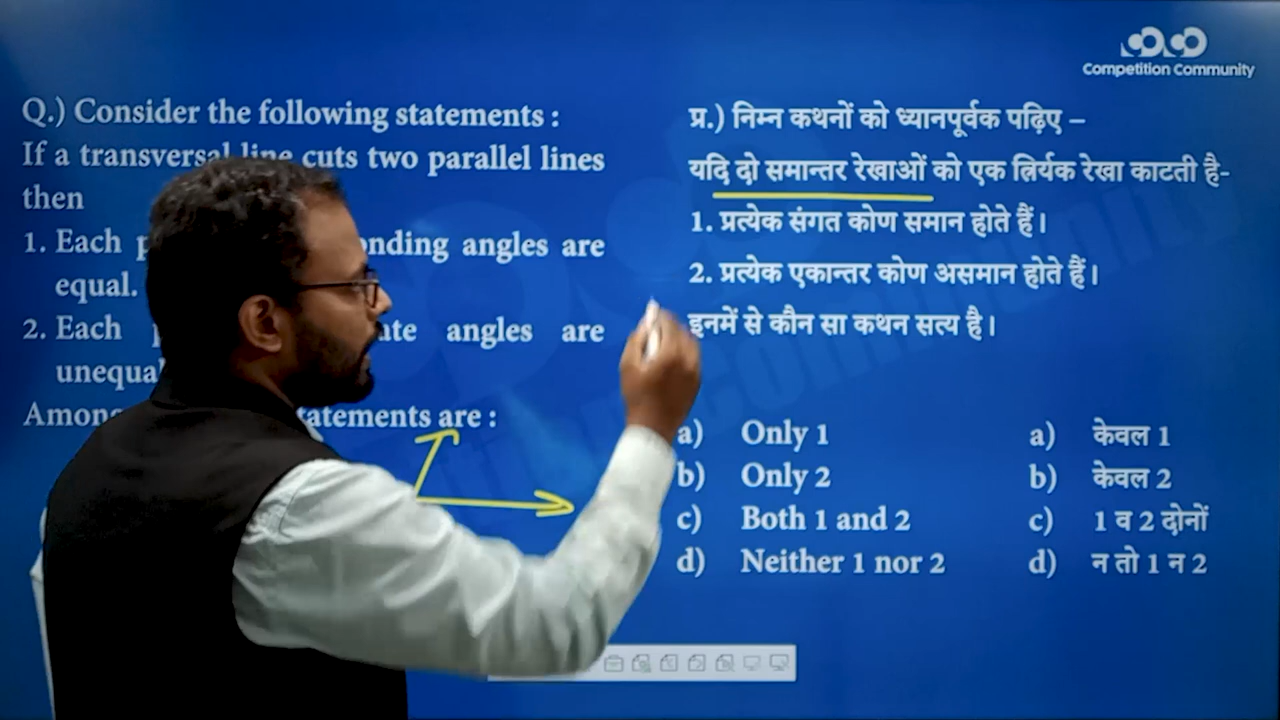 Competition Community
Q.) Consider the following statements :
If a transversal line cuts two parallel lines
then
1. Each onding angles are
equal.
2. Each ate angles are
unequal
Among tatements are :
प्र.) निम्न कथनों को ध्यानपूर्वक पढ़िए –
यदि दो समान्तर रेखाओं को एक त्रिर्यक रेखा काटती है-
1. प्रत्येक संगत कोण समान होते हैं।
2. प्रत्येक एकान्तर कोण असमान होते हैं।
इनमें से कौन सा कथन सत्य है।
a) Only 1
b) Only 2
c) Both 1 and 2
d) Neither 1 nor 2
a) केवल 1
b) केवल 2
c) 1 व 2 दोनों
d) न तो 1 न 2